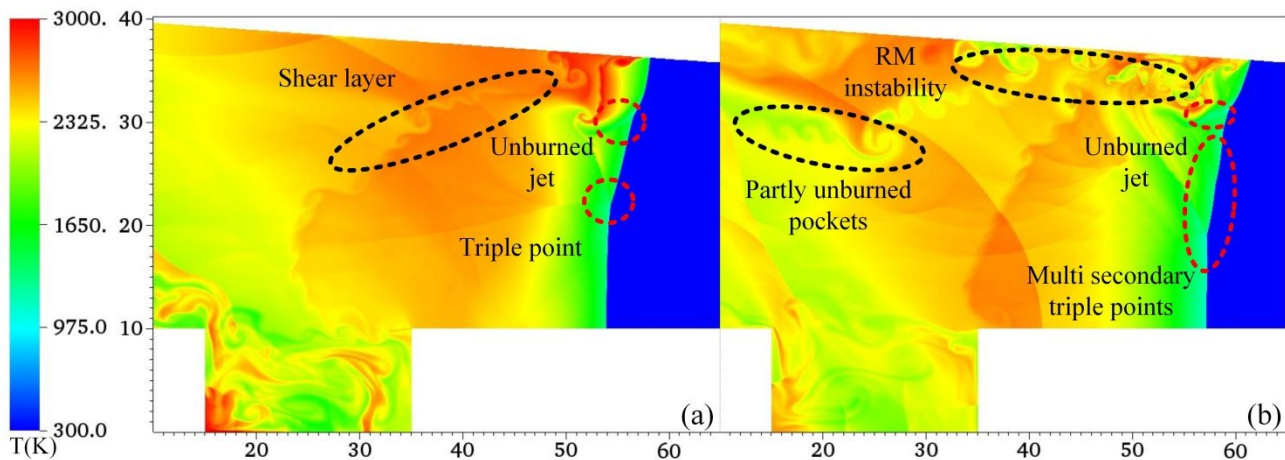 3000.
2325.
1650.
975.0
300.0
T(K)
40
30
20
10
Shear layer
Unburned
jet
Triple point
(a)
20
30
40
50
60
RM
instability
Unburned
jet
Partly unburned
pockets
Multi secondary
triple points
(b)
20
30
40
50
60